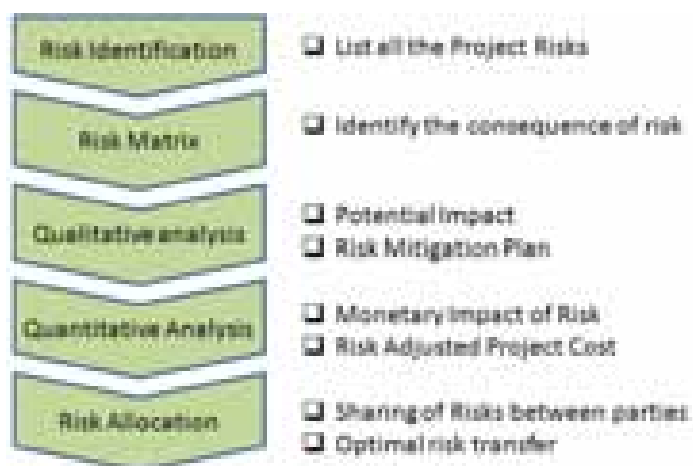 Risk Identification
List all the Project Risks
Risk Matrix
Identify the consequence of risk
Qualitative analysis
Potential Impact
Risk Mitigation Plan
Quantitative Analysis
Monetary Impact of Risk
Risk Adjusted Project Cost
Risk Allocation
Sharing of Risks between parties
Optimal risk transfer